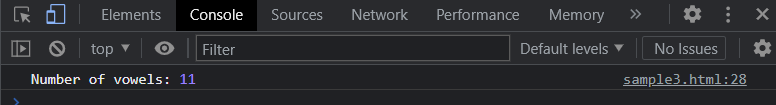 Elements Console Sources Network Performance Memory »
top ▼ Filter Default levels ▼ No Issues
Number of vowels: 11 sample3.html:28